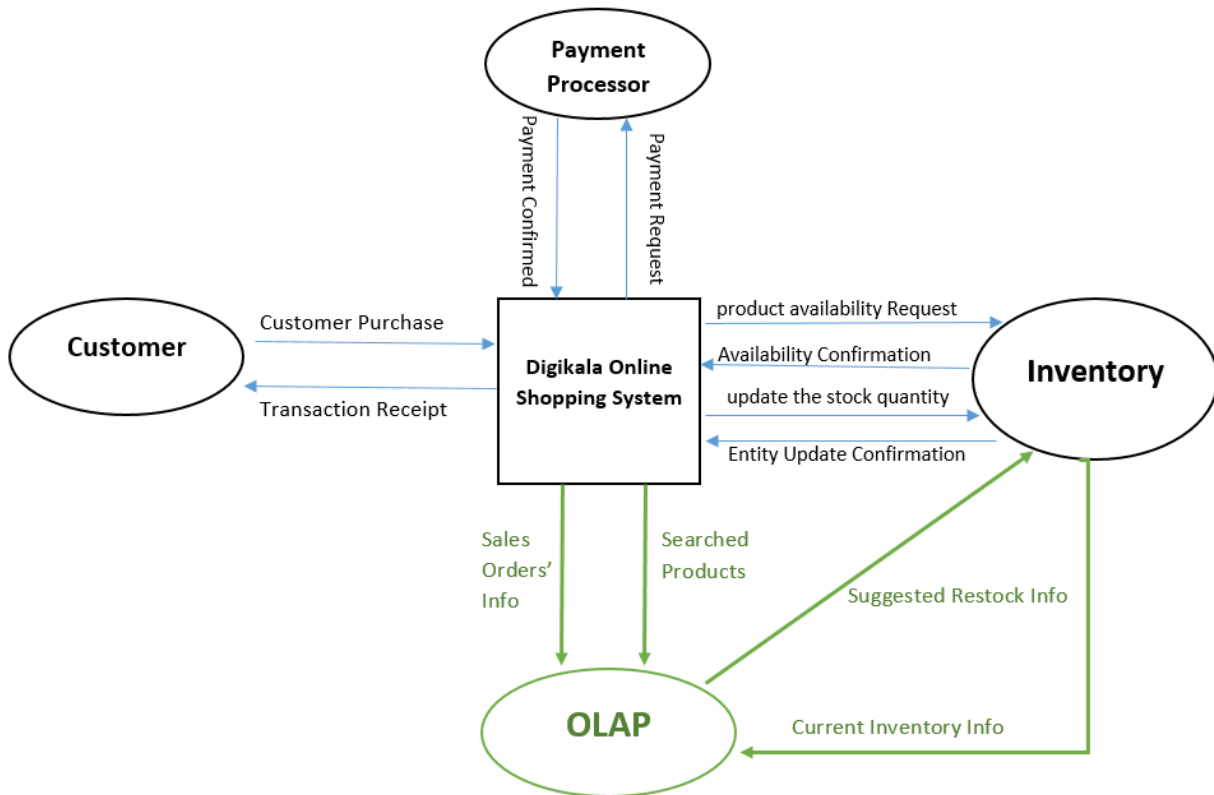 Payment
Processor
Payment Confirmed
Payment Request
Customer
Customer Purchase
Transaction Receipt
Digikala Online
Shopping System
product availability Request
Availability Confirmation
update the stock quantity
Entity Update Confirmation
Inventory
Sales
Orders’
Info
Searched
Products
Suggested Restock Info
OLAP
Current Inventory Info